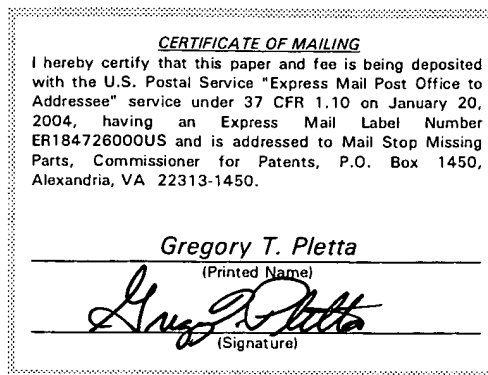 CERTIFICATE OF MAILING
I hereby certify that this paper and fee is being deposited
with the U.S. Postal Service "Express Mail Post Office to
Addressee" service under 37 CFR 1.10 on January 20,
2004, having an Express Mail Label Number
ER184726000US and is addressed to Mail Stop Missing
Parts, Commissioner for Patents, P.O. Box 1450,
Alexandria, VA 22313-1450.
Gregory T. Pletta
(Printed Name)
Greg T Pletta
(Signature)